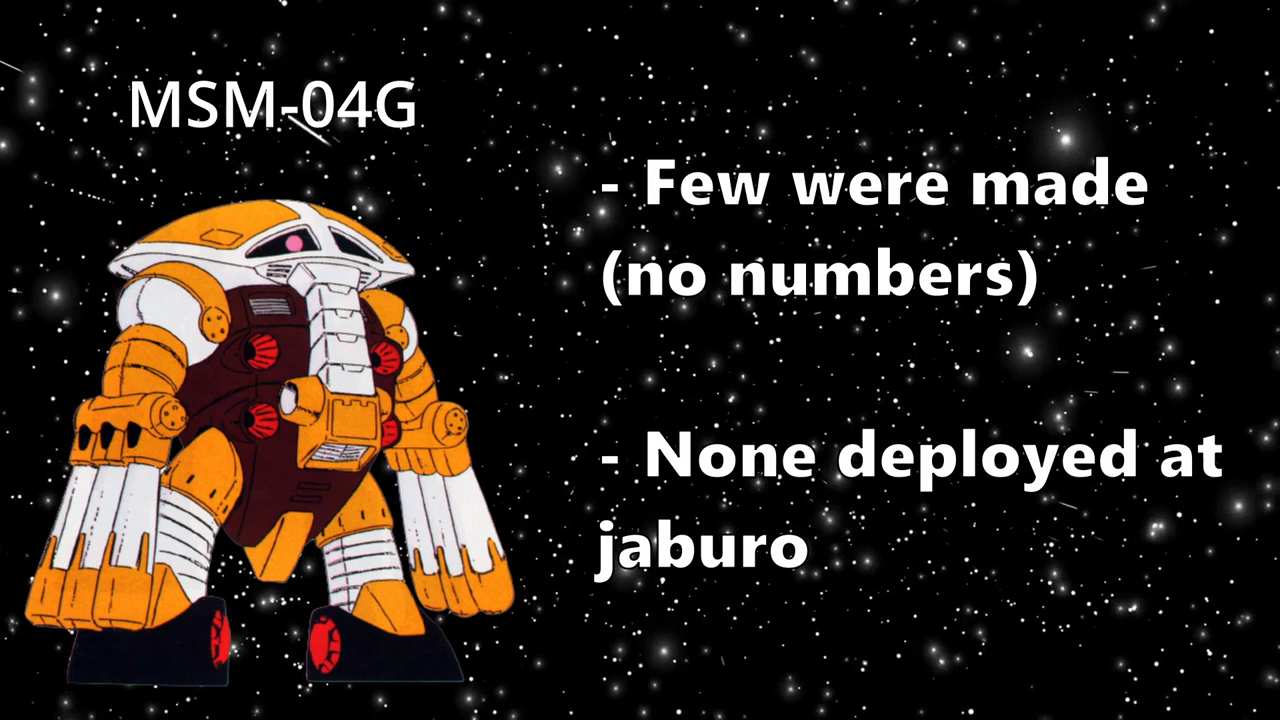 MSM-04G
- Few were made
(no numbers)
- None deployed at
jaburo